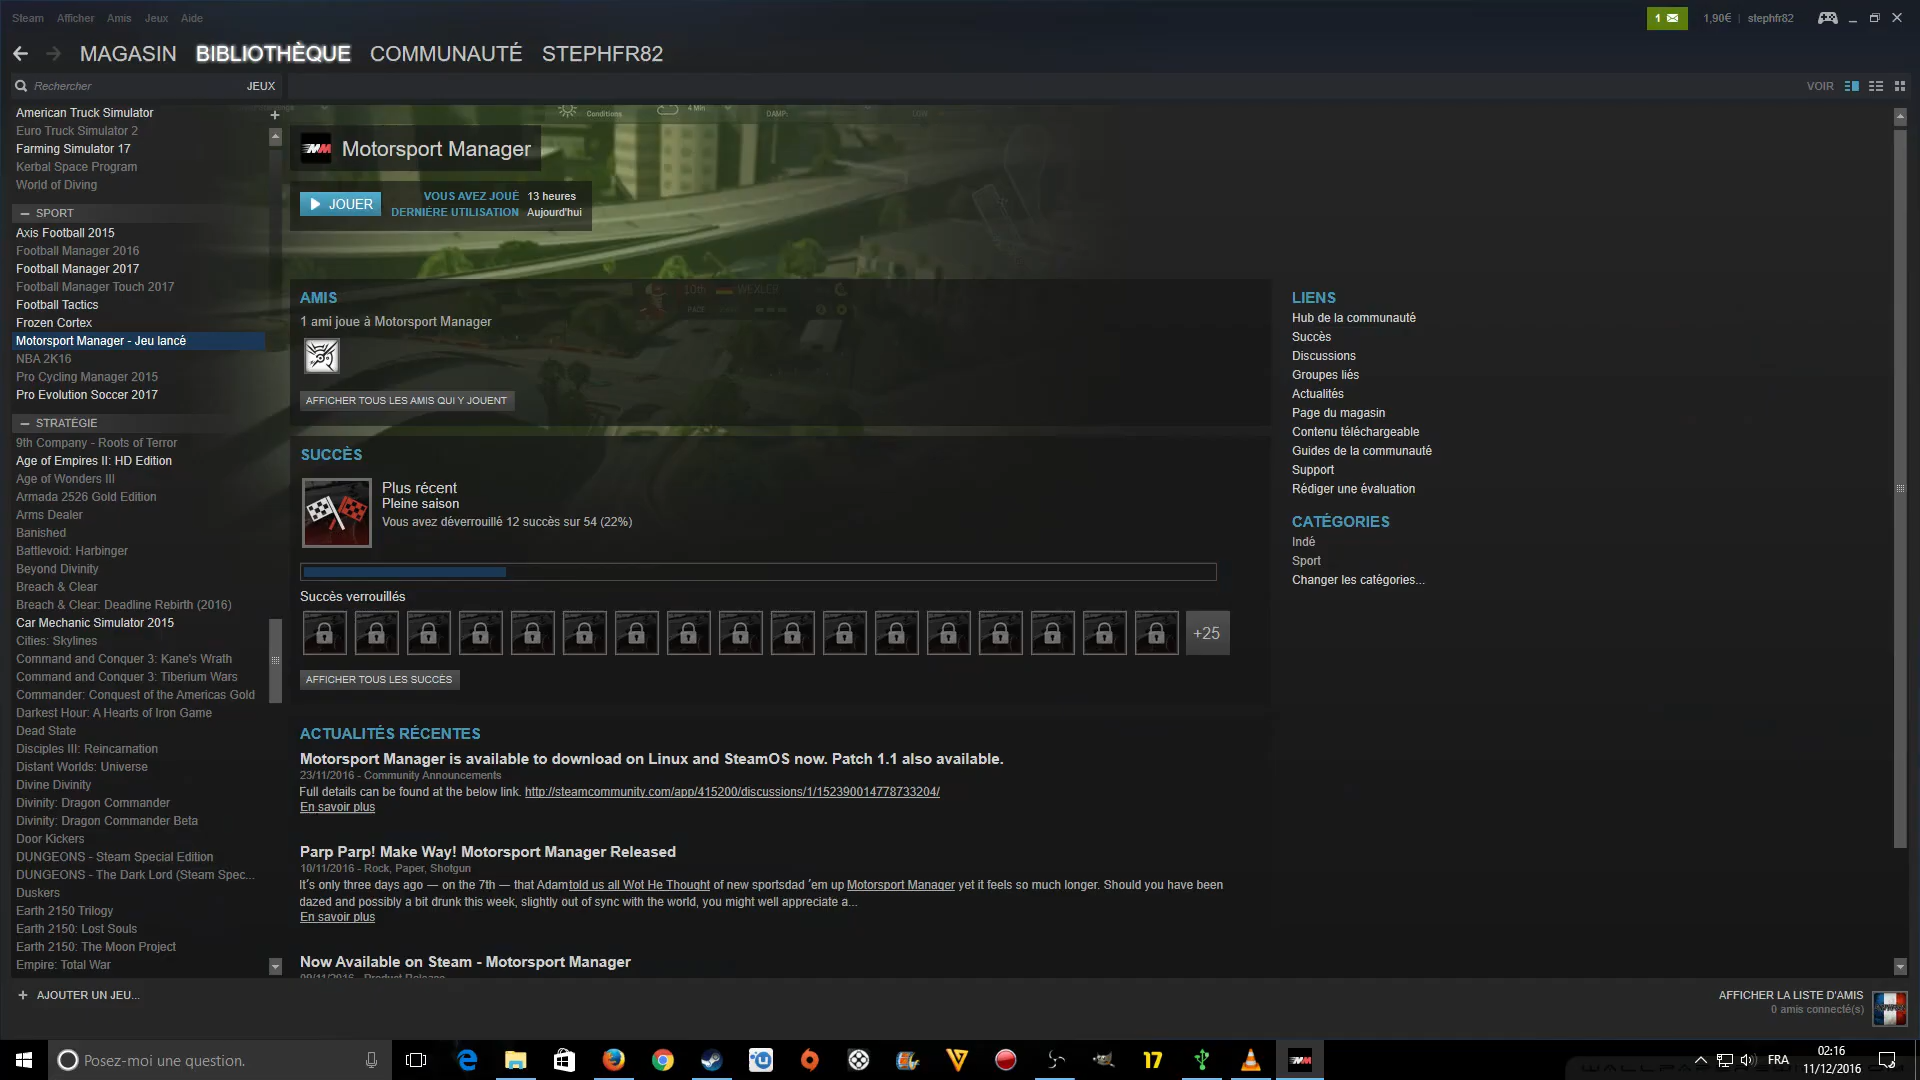 Steam Afficher Amis Jeux Aide
1
1,90€ | stephfr82
MAGASIN BIBLIOTHÈQUE COMMUNAUTÉ STEPHFR82
Rechercher
JEUX
VOIR
American Truck Simulator
Euro Truck Simulator 2
Farming Simulator 17
Kerbal Space Program
World of Diving
SPORT
Axis Football 2015
Football Manager 2016
Football Manager 2017
Football Manager Touch 2017
Football Tactics
Frozen Cortex
Motorsport Manager - Jeu lancé
NBA 2K16
Pro Cycling Manager 2015
Pro Evolution Soccer 2017
STRATÉGIE
9th Company - Roots of Terror
Age of Empires II: HD Edition
Age of Wonders III
Armada 2526 Gold Edition
Arms Dealer
Banished
Battlevoid: Harbinger
Beyond Divinity
Breach & Clear
Breach & Clear: Deadline Rebirth (2016)
Car Mechanic Simulator 2015
Cities: Skylines
Command and Conquer 3: Kane's Wrath
Command and Conquer 3: Tiberium Wars
Commander: Conquest of the Americas Gold
Darkest Hour: A Hearts of Iron Game
Dead State
Disciples III: Reincarnation
Distant Worlds: Universe
Divine Divinity
Divinity: Dragon Commander
Divinity: Dragon Commander Beta
Door Kickers
DUNGEONS - Steam Special Edition
DUNGEONS - The Dark Lord (Steam Spec...
Duskers
Earth 2150 Trilogy
Earth 2150: Lost Souls
Earth 2150: The Moon Project
Empire: Total War
+ AJOUTER UN JEU...
Conditions
4 Min
DAMP:
LOW
Motorsport Manager
JOUER
VOUS AVEZ JOUÉ 13 heures
DERNIÈRE UTILISATION Aujourd'hui
10th WEXLER
PACE
AMIS
1 ami joue à Motorsport Manager
AFFICHER TOUS LES AMIS QUI Y JOUENT
SUCCÈS
Plus récent
Pleine saison
Vous avez déverrouillé 12 succès sur 54 (22%)
Succès verrouillés
+25
AFFICHER TOUS LES SUCCÈS
ACTUALITÉS RÉCENTES
Motorsport Manager is available to download on Linux and SteamOS now. Patch 1.1 also available.
23/11/2016 - Community Announcements
Full details can be found at the below link. http://steamcommunity.com/app/415200/discussions/1/152390014778733204/
En savoir plus
Parp Parp! Make Way! Motorsport Manager Released
10/11/2016 - Rock, Paper, Shotgun
It's only three days ago — on the 7th — that Adamtold us all Wot He Thought of new sportsdad 'em up Motorsport Manager yet it feels so much longer. Should you have been
dazed and possibly a bit drunk this week, slightly out of sync with the world, you might well appreciate a...
En savoir plus
Now Available on Steam - Motorsport Manager
09/11/2016 - Product Release
LIENS
Hub de la communauté
Succès
Discussions
Groupes liés
Actualités
Page du magasin
Contenu téléchargeable
Guides de la communauté
Support
Rédiger une évaluation
CATÉGORIES
Indé
Sport
Changer les catégories...
AFFICHER LA LISTE D'AMIS
0 amis connecté(s)
Posez-moi une question.
17
FRA
02:16
11/12/2016